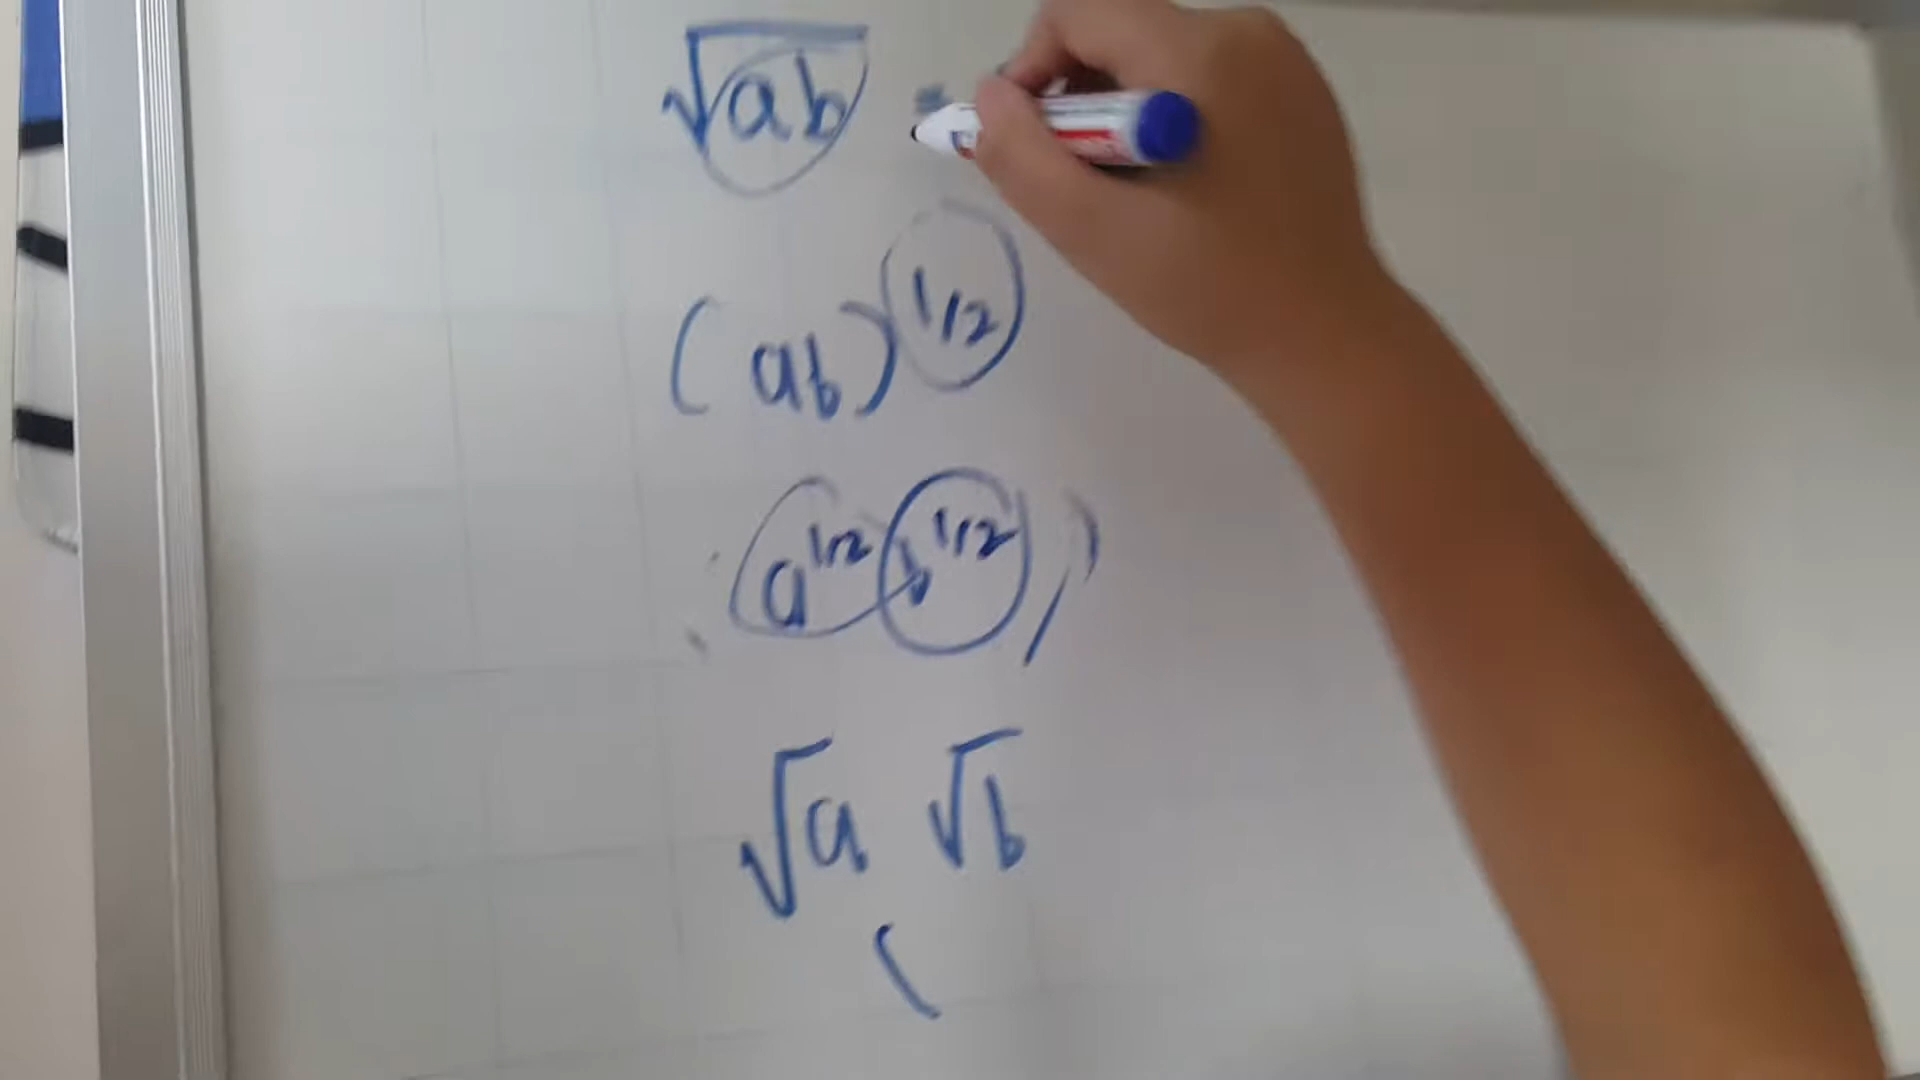 √ab =
(ab)^1/2
a^1/2 b^1/2
√a √b
(